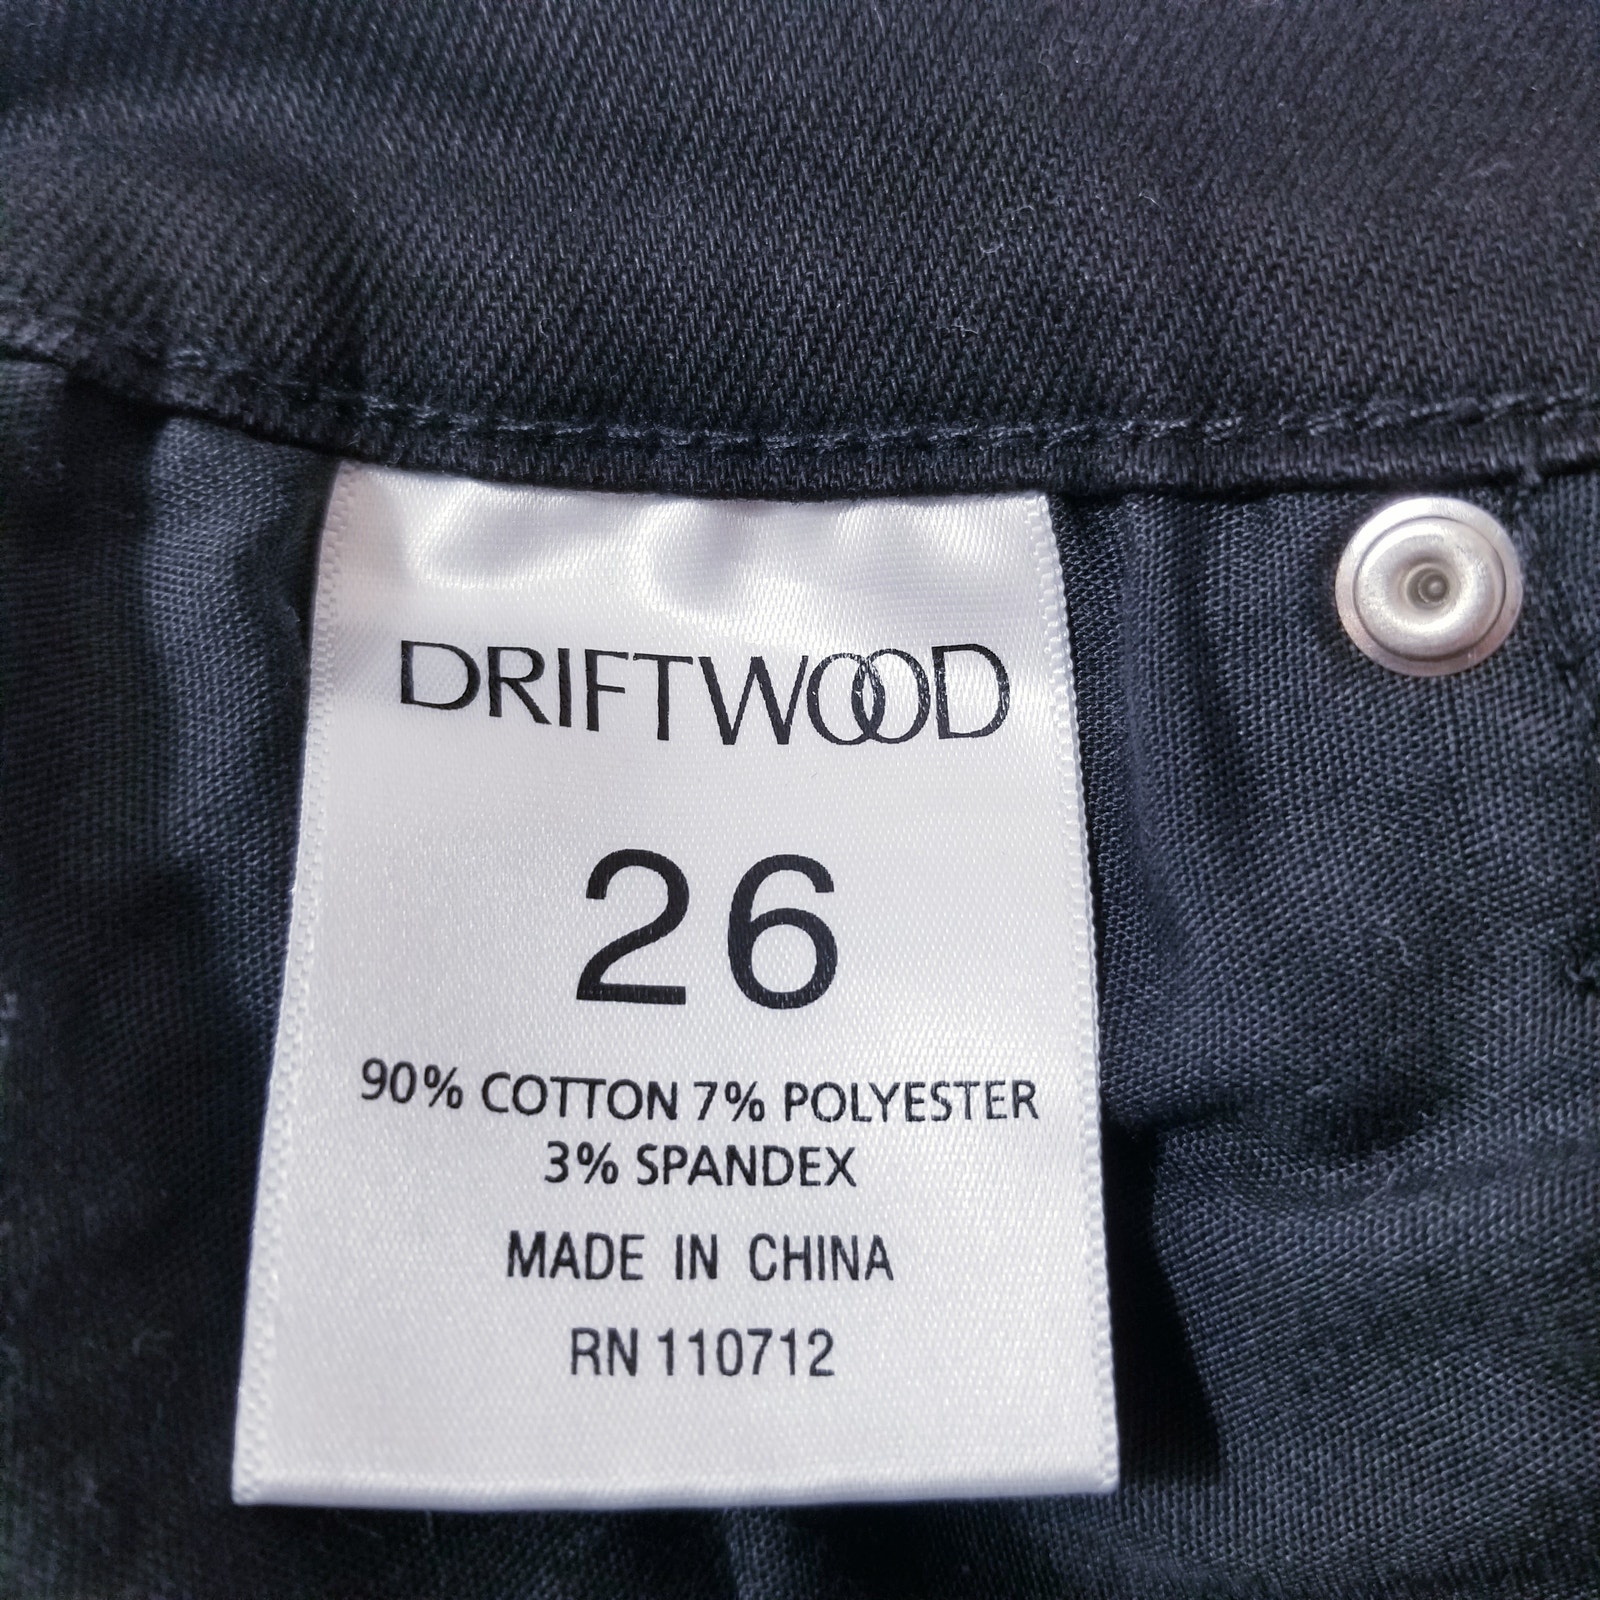 DRIFTWOOD
26
90% COTTON 7% POLYESTER
3% SPANDEX
MADE IN CHINA
RN 110712